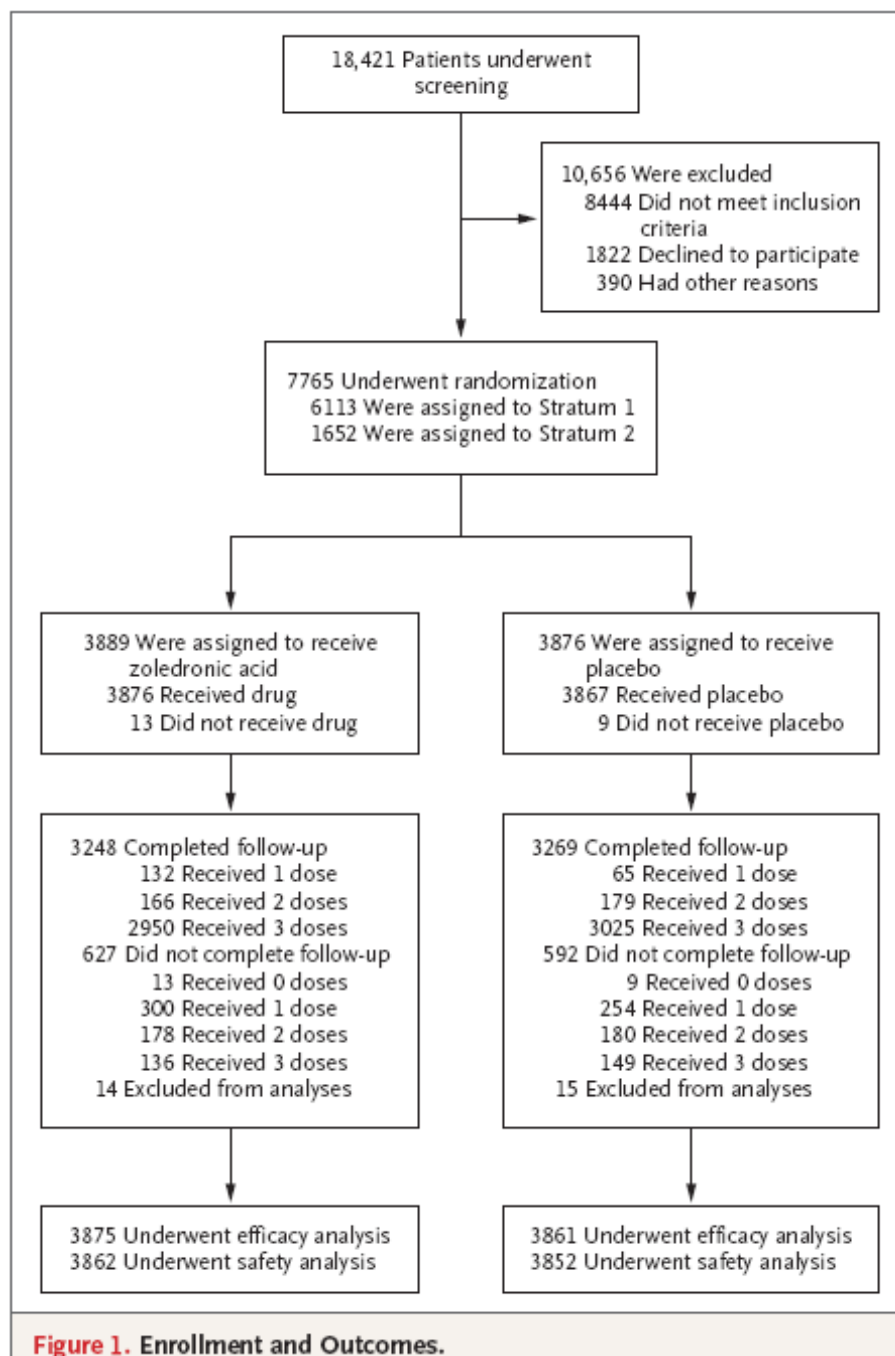 18,421 Patients underwent
screening
10,656 Were excluded
8444 Did not meet inclusion
criteria
1822 Declined to participate
390 Had other reasons
7765 Underwent randomization
6113 Were assigned to Stratum 1
1652 Were assigned to Stratum 2
3889 Were assigned to receive
zoledronic acid
3876 Received drug
13 Did not receive drug
3876 Were assigned to receive
placebo
3867 Received placebo
9 Did not receive placebo
3248 Completed follow-up
132 Received 1 dose
166 Received 2 doses
2950 Received 3 doses
627 Did not complete follow-up
13 Received 0 doses
300 Received 1 dose
178 Received 2 doses
136 Received 3 doses
14 Excluded from analyses
3269 Completed follow-up
65 Received 1 dose
179 Received 2 doses
3025 Received 3 doses
592 Did not complete follow-up
9 Received 0 doses
254 Received 1 dose
180 Received 2 doses
149 Received 3 doses
15 Excluded from analyses
3875 Underwent efficacy analysis
3862 Underwent safety analysis
3861 Underwent efficacy analysis
3852 Underwent safety analysis
Figure 1. Enrollment and Outcomes.